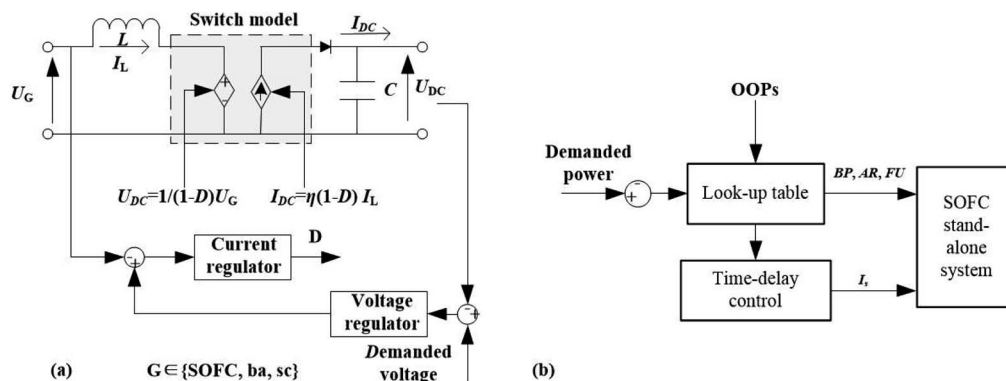 Switch model
I_DC
L
I_L
U_G
+
-
C
U_DC
U_DC=1/(1-D)U_G
I_DC=η(1-D) I_L
Current
regulator
D
-
+
Voltage
regulator
-
+
Demanded
voltage
(a)
G∈{SOFC, ba, sc}
OOPs
Demanded
power
-
+
Look-up table
BP, AR, FU
SOFC
stand-
alone
system
Time-delay
control
I_s
(b)